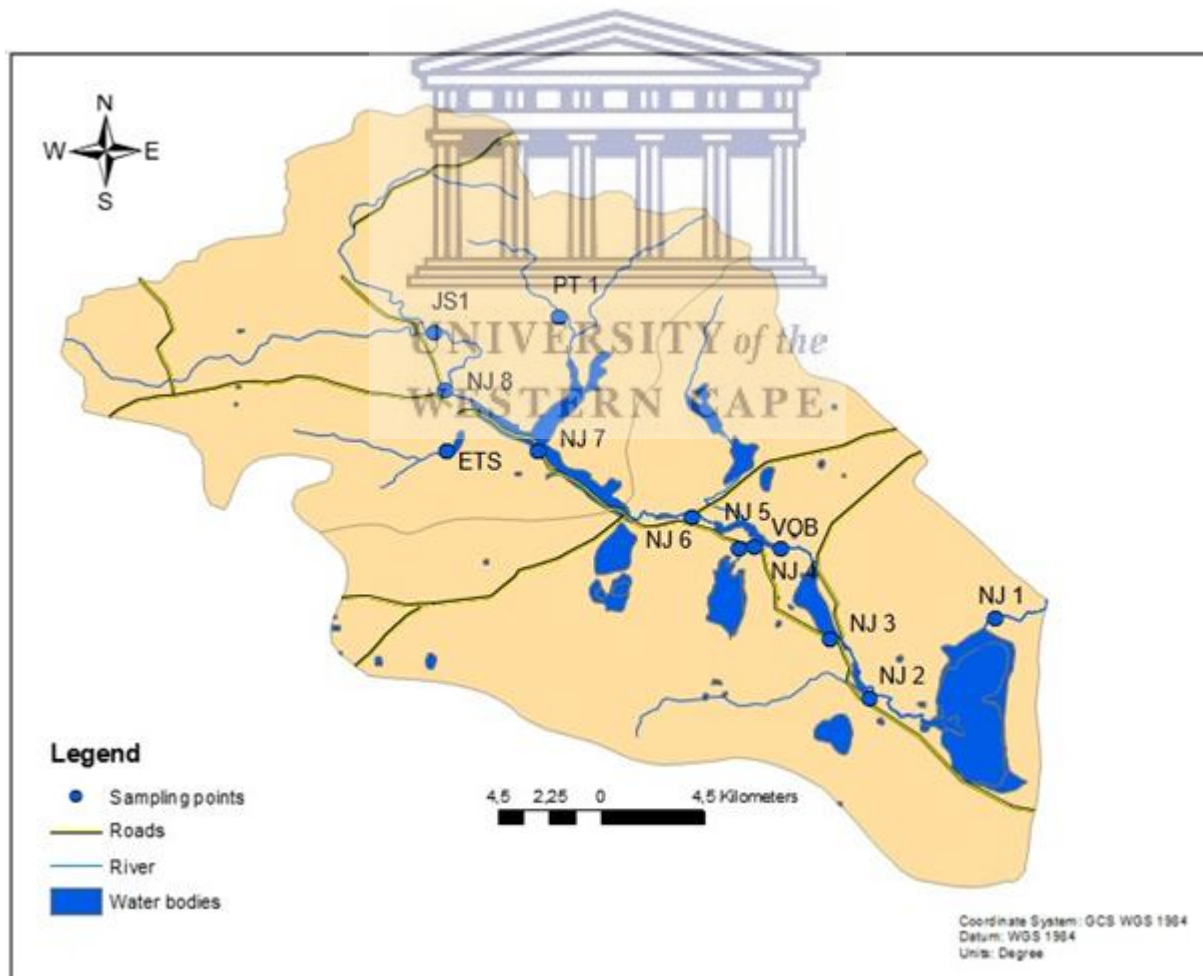 N
W E
S
PT 1
JS1
UNIVERSITY of the
NJ 8
WESTERN CAPE
NJ 7
ETS
NJ 5
VQB
NJ 6
NJ 4
NJ 1
NJ 3
NJ 2
Legend
Sampling points
Roads
River
Water bodies
4,5 2,25 0 4,5 Kilometers
Coordinate System: GCS WGS 1984
Datum: WGS 1984
Units: Degree